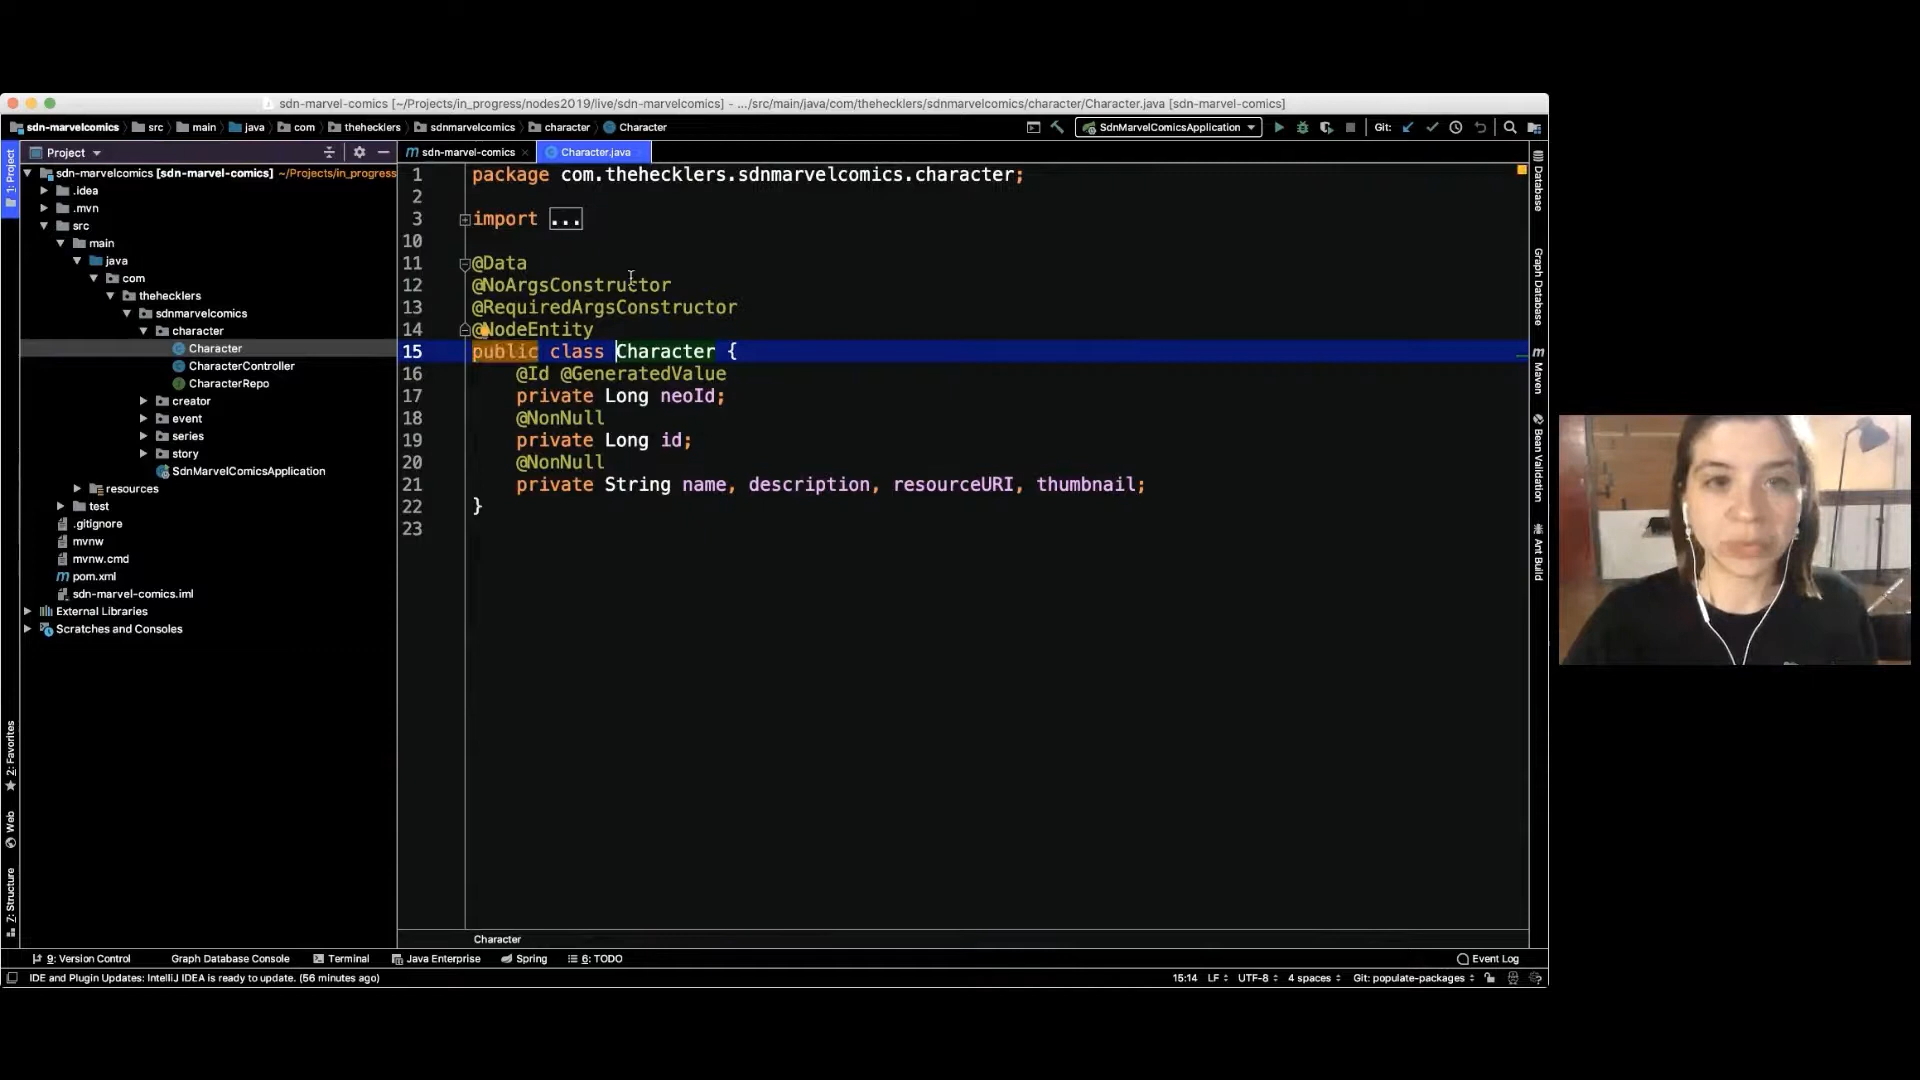 sdn-marvel-comics [~/Projects/in_progress/nodes2019/live/sdn-marvelcomics] - .../src/main/java/com/thehecklers/sdnmarvelcomics/character/Character.java [sdn-marvel-comics]
sdn-marvelcomics src main java com thehecklers sdnmarvelcomics character Character SdnMarvelComicsApplication Git:
Project sdn-marvel-comics Character.java
1: Project
2: Favorites
Web
7: Structure
sdn-marvelcomics [sdn-marvel-comics] ~/Projects/in_progress
.idea
.mvn
src
main
java
com
thehecklers
sdnmarvelcomics
character
Character
CharacterController
CharacterRepo
creator
event
series
story
SdnMarvelComicsApplication
resources
test
.gitignore
mvnw
mvnw.cmd
pom.xml
sdn-marvel-comics.iml
External Libraries
Scratches and Consoles
1 package com.thehecklers.sdnmarvelcomics.character;
2
3 import ...
10
11 @Data
12 @NoArgsConstructor
13 @RequiredArgsConstructor
14 @NodeEntity
15 public class Character {
16 @Id @GeneratedValue
17 private Long neoId;
18 @NonNull
19 private Long id;
20 @NonNull
21 private String name, description, resourceURI, thumbnail;
22 }
23
Database
Graph Database
Maven
Bean Validation
Ant Build
Character
9: Version Control Graph Database Console Terminal Java Enterprise Spring 6: TODO Event Log
IDE and Plugin Updates: IntelliJ IDEA is ready to update. (56 minutes ago) 15:14 LF UTF-8 4 spaces Git: populate-packages